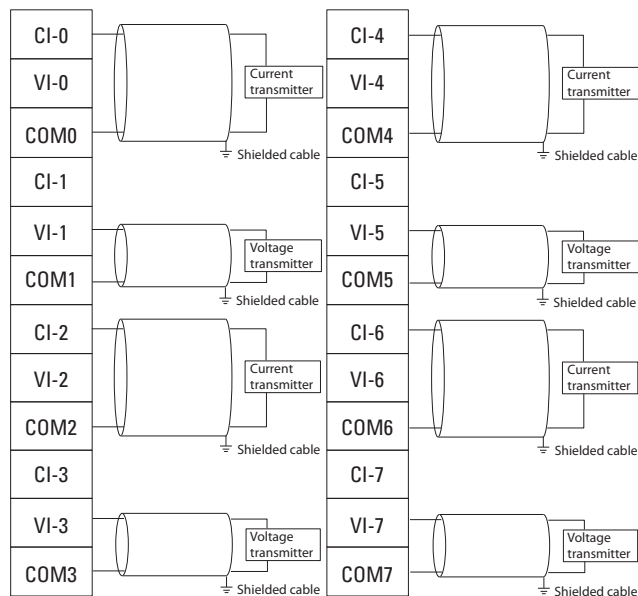 CI-0
VI-0
COM0
CI-1
VI-1
COM1
CI-2
VI-2
COM2
CI-3
VI-3
COM3
Current
transmitter
Shielded cable
Voltage
transmitter
Shielded cable
Current
transmitter
Shielded cable
Voltage
transmitter
Shielded cable
CI-4
VI-4
COM4
CI-5
VI-5
COM5
CI-6
VI-6
COM6
CI-7
VI-7
COM7
Current
transmitter
Shielded cable
Voltage
transmitter
Shielded cable
Current
transmitter
Shielded cable
Voltage
transmitter
Shielded cable